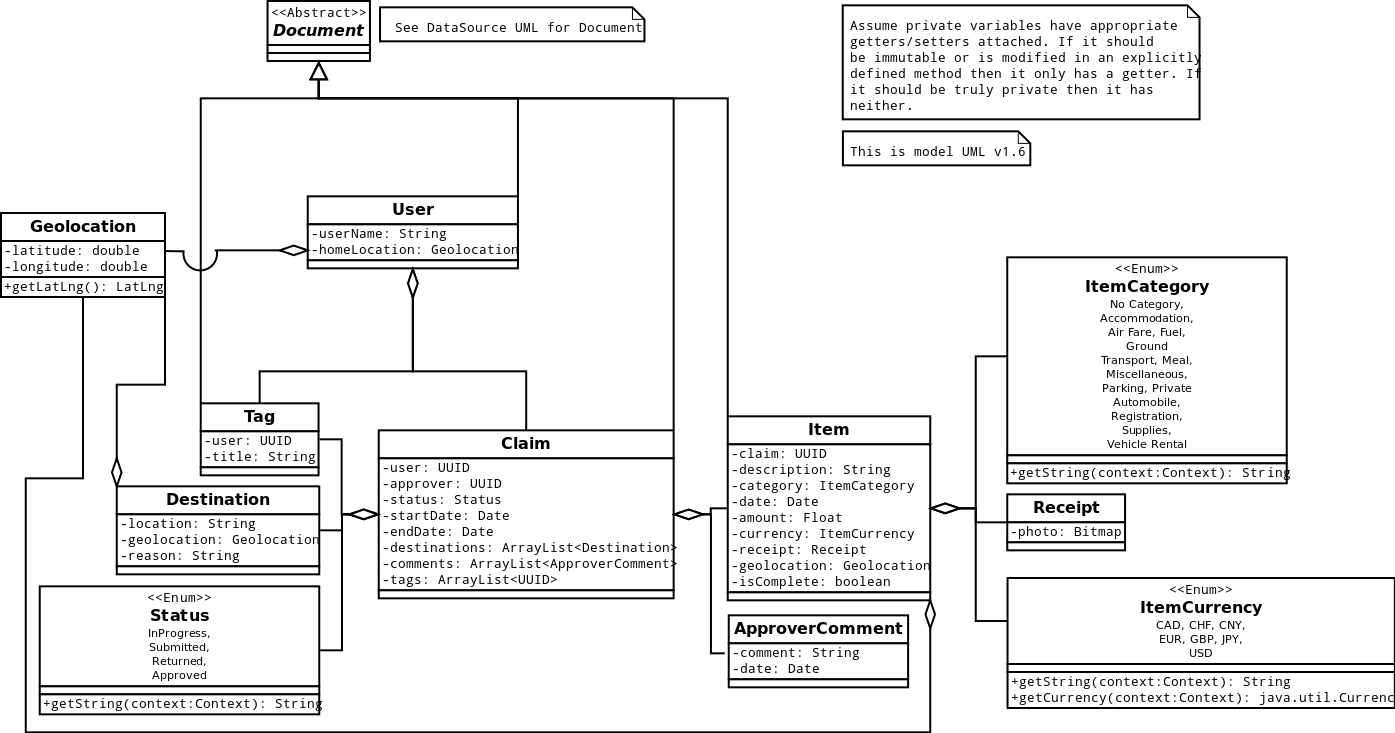 <<Abstract>>
Document
See DataSource UML for Document
Assume private variables have appropriate
getters/setters attached. If it should
be immutable or is modified in an explicitly
defined method then it only has a getter. If
it should be truly private then it has
neither.
This is model UML v1.6
User
-userName: String
-homeLocation: Geolocation
Geolocation
-latitude: double
-longitude: double
+getLatLng(): LatLng
<<Enum>>
ItemCategory
No Category,
Accommodation,
Air Fare, Fuel,
Ground
Transport, Meal,
Miscellaneous,
Parking, Private
Automobile,
Registration,
Supplies,
Vehicle Rental
+getString(context:Context): String
Tag
-user: UUID
-title: String
Claim
-user: UUID
-approver: UUID
-status: Status
-startDate: Date
-endDate: Date
-destinations: ArrayList<Destination>
-comments: ArrayList<ApproverComment>
-tags: ArrayList<UUID>
Item
-claim: UUID
-description: String
-category: ItemCategory
-date: Date
-amount: Float
-currency: ItemCurrency
-receipt: Receipt
-geolocation: Geolocation
-isComplete: boolean
Destination
-location: String
-geolocation: Geolocation
-reason: String
Receipt
-photo: Bitmap
<<Enum>>
Status
InProgress,
Submitted,
Returned,
Approved
+getString(context:Context): String
ApproverComment
-comment: String
-date: Date
<<Enum>>
ItemCurrency
CAD, CHF, CNY,
EUR, GBP, JPY,
USD
+getString(context:Context): String
+getCurrency(context:Context): java.util.Currenc